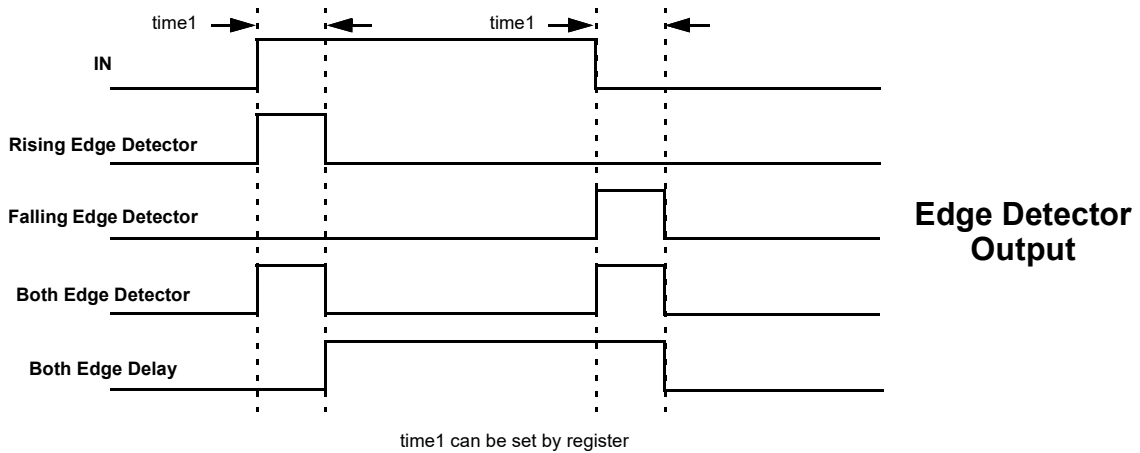 time1
time1
IN
Rising Edge Detector
Falling Edge Detector
Edge Detector
Output
Both Edge Detector
Both Edge Delay
time1 can be set by register